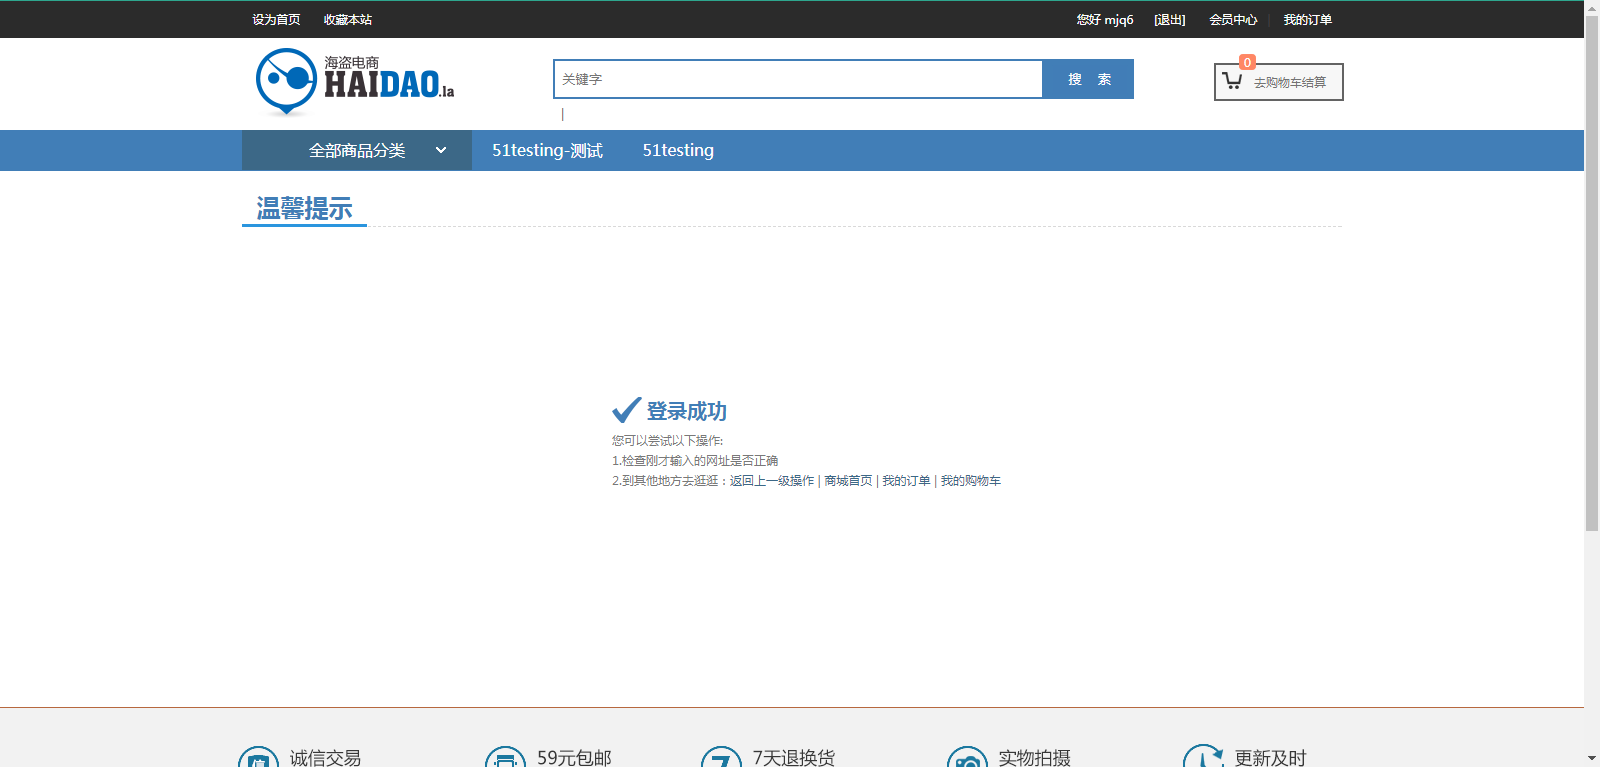 设为首页 收藏本站 您好 mjq6 [退出] 会员中心 我的订单
海盗电商
HAIDAO.la
关键字 搜 索
0
去购物车结算
|
全部商品分类 51testing-测试 51testing
温馨提示
登录成功
您可以尝试以下操作:
1.检查刚才输入的网址是否正确
2.到其他地方去逛逛：返回上一级操作 | 商城首页 | 我的订单 | 我的购物车
信 诚信交易 59元包邮 7 7天退换货 实物拍摄 更新及时